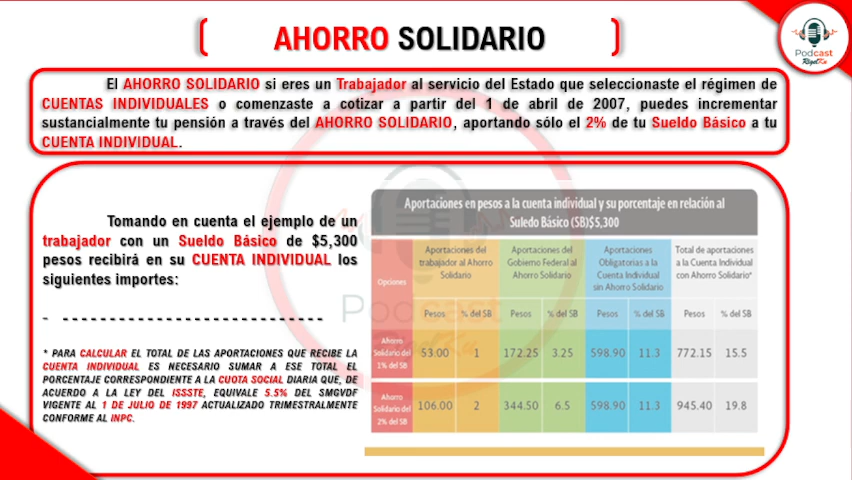 AHORRO SOLIDARIO
Podcast
RigelRu
El AHORRO SOLIDARIO si eres un Trabajador al servicio del Estado que seleccionaste el régimen de
CUENTAS INDIVIDUALES o comenzaste a cotizar a partir del 1 de abril de 2007, puedes incrementar
sustancialmente tu pensión a través del AHORRO SOLIDARIO, aportando sólo el 2% de tu Sueldo Básico a tu
CUENTA INDIVIDUAL.
Tomando en cuenta el ejemplo de un
trabajador con un Sueldo Básico de $5,300
pesos recibirá en su CUENTA INDIVIDUAL los
siguientes importes:
- - - - - - - - - - - - - - - - - - - - - - - - - - - - -
* PARA CALCULAR EL TOTAL DE LAS APORTACIONES QUE RECIBE LA
CUENTA INDIVIDUAL ES NECESARIO SUMAR A ESE TOTAL EL
PORCENTAJE CORRESPONDIENTE A LA CUOTA SOCIAL DIARIA QUE, DE
ACUERDO A LA LEY DEL ISSSTE, EQUIVALE 5.5% DEL SMGVDF
VIGENTE AL 1 DE JULIO DE 1997 ACTUALIZADO TRIMESTRALMENTE
CONFORME AL INPC.
Aportaciones en pesos a la cuenta individual y su porcentaje en relación al
Suledo Básico (SB)$5,300
Opciones
Aportaciones del
trabajador al Ahorro
Solidario
Aportaciones del
Gobierno Federal al
Ahorro Solidario
Aportaciones
Obligatorias a la
Cuenta Individual
sin Ahorro Solidario
Total de aportaciones
a la Cuenta Individual
con Ahorro Solidario*
Pesos % del SB Pesos % del SB Pesos % del SB Pesos % del SB
Ahorro
Solidario del
1% del SB
53.00 1 172.25 3.25 598.90 11.3 772.15 15.5
Ahorro
Solidario del
2% del SB
106.00 2 344.50 6.5 598.90 11.3 945.40 19.8
Podcast
RigelRu